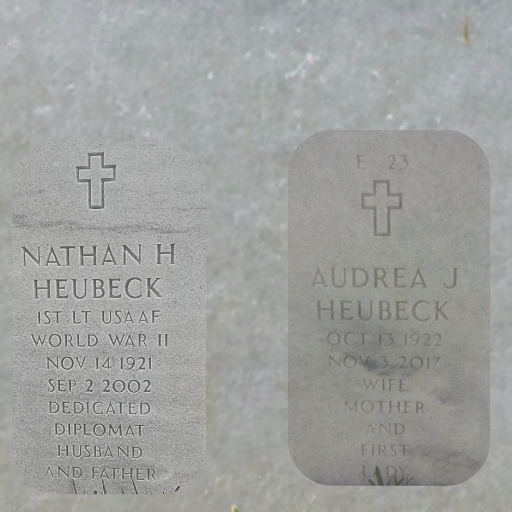 NATHAN H
HEUBECK
1ST LT USAAF
WORLD WAR II
NOV 14 1921
SEP 2 2002
DEDICATED
DIPLOMAT
HUSBAND
AND FATHER
E 23
AUDREA J
HEUBECK
OCT 13 1922
NOV 3 2017
WIFE
MOTHER
AND
FIRST
LADY